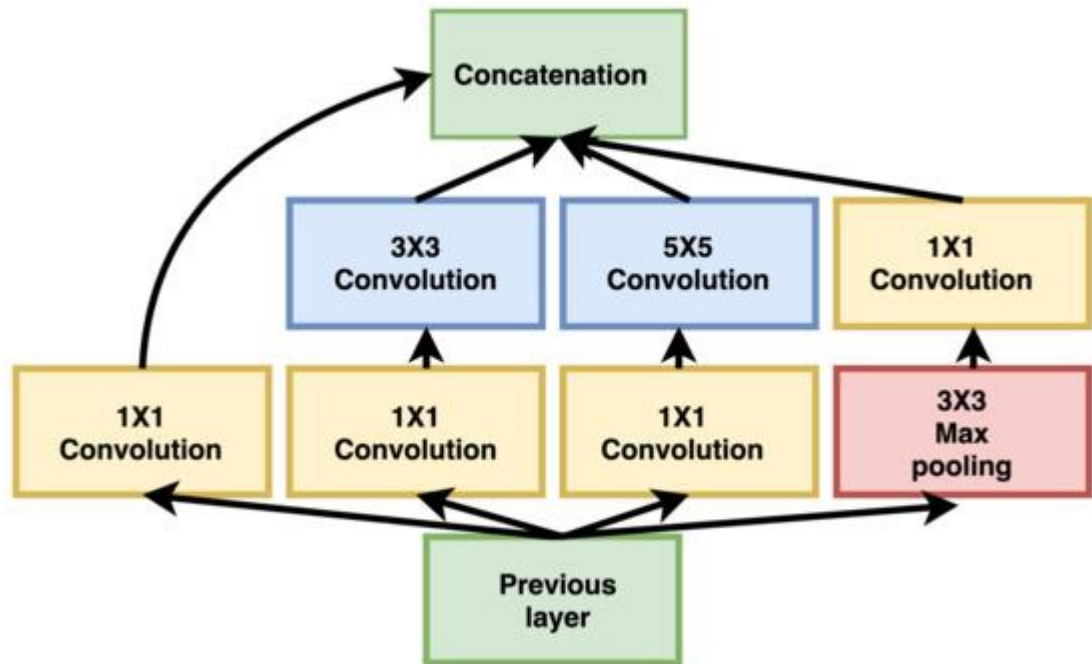 Concatenation
3X3
Convolution
5X5
Convolution
1X1
Convolution
1X1
Convolution
1X1
Convolution
1X1
Convolution
3X3
Max
pooling
Previous
layer